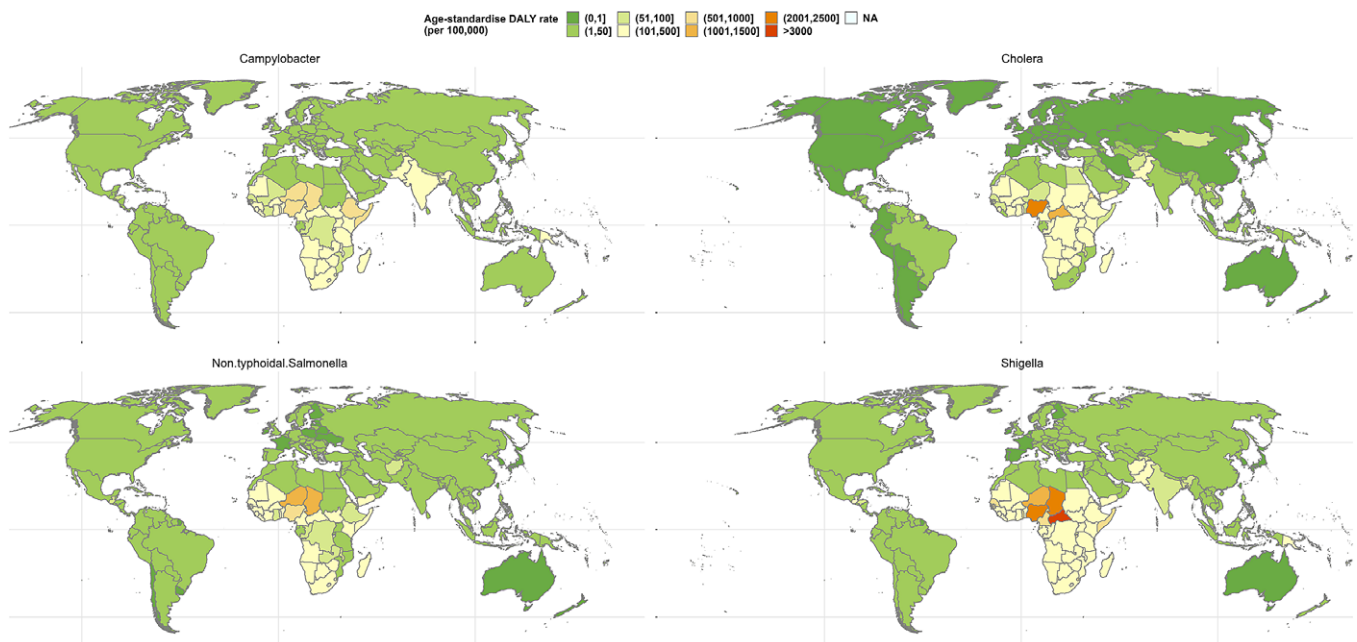 Age-standardise DALY rate
(per 100,000)
(0,1] (51,100] (501,1000] (2001,2500] NA
(1,50] (101,500] (1001,1500] >3000
Campylobacter
Cholera
Non.typhoidal.Salmonella
Shigella